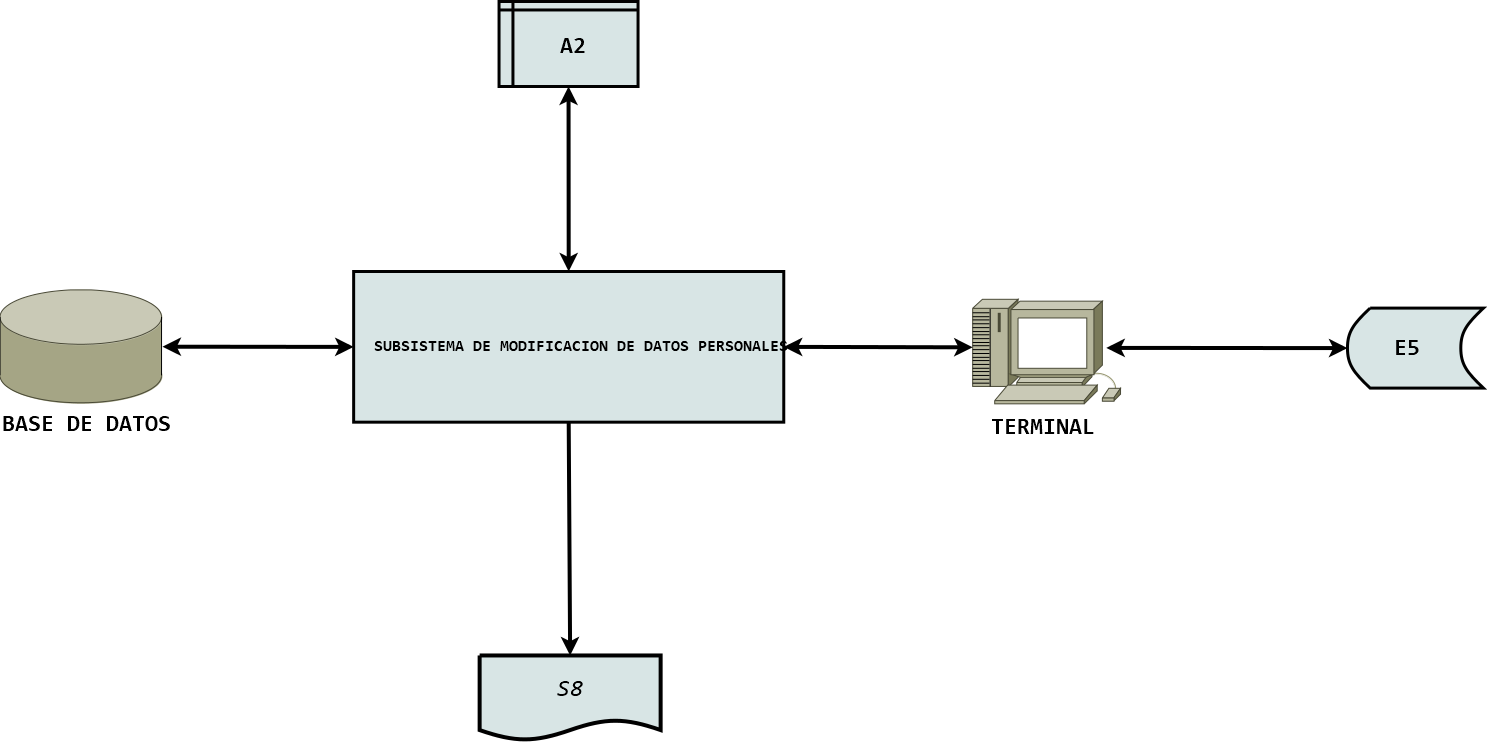 A2
SUBSISTEMA DE MODIFICACION DE DATOS PERSONALES
E5
BASE DE DATOS
TERMINAL
S8